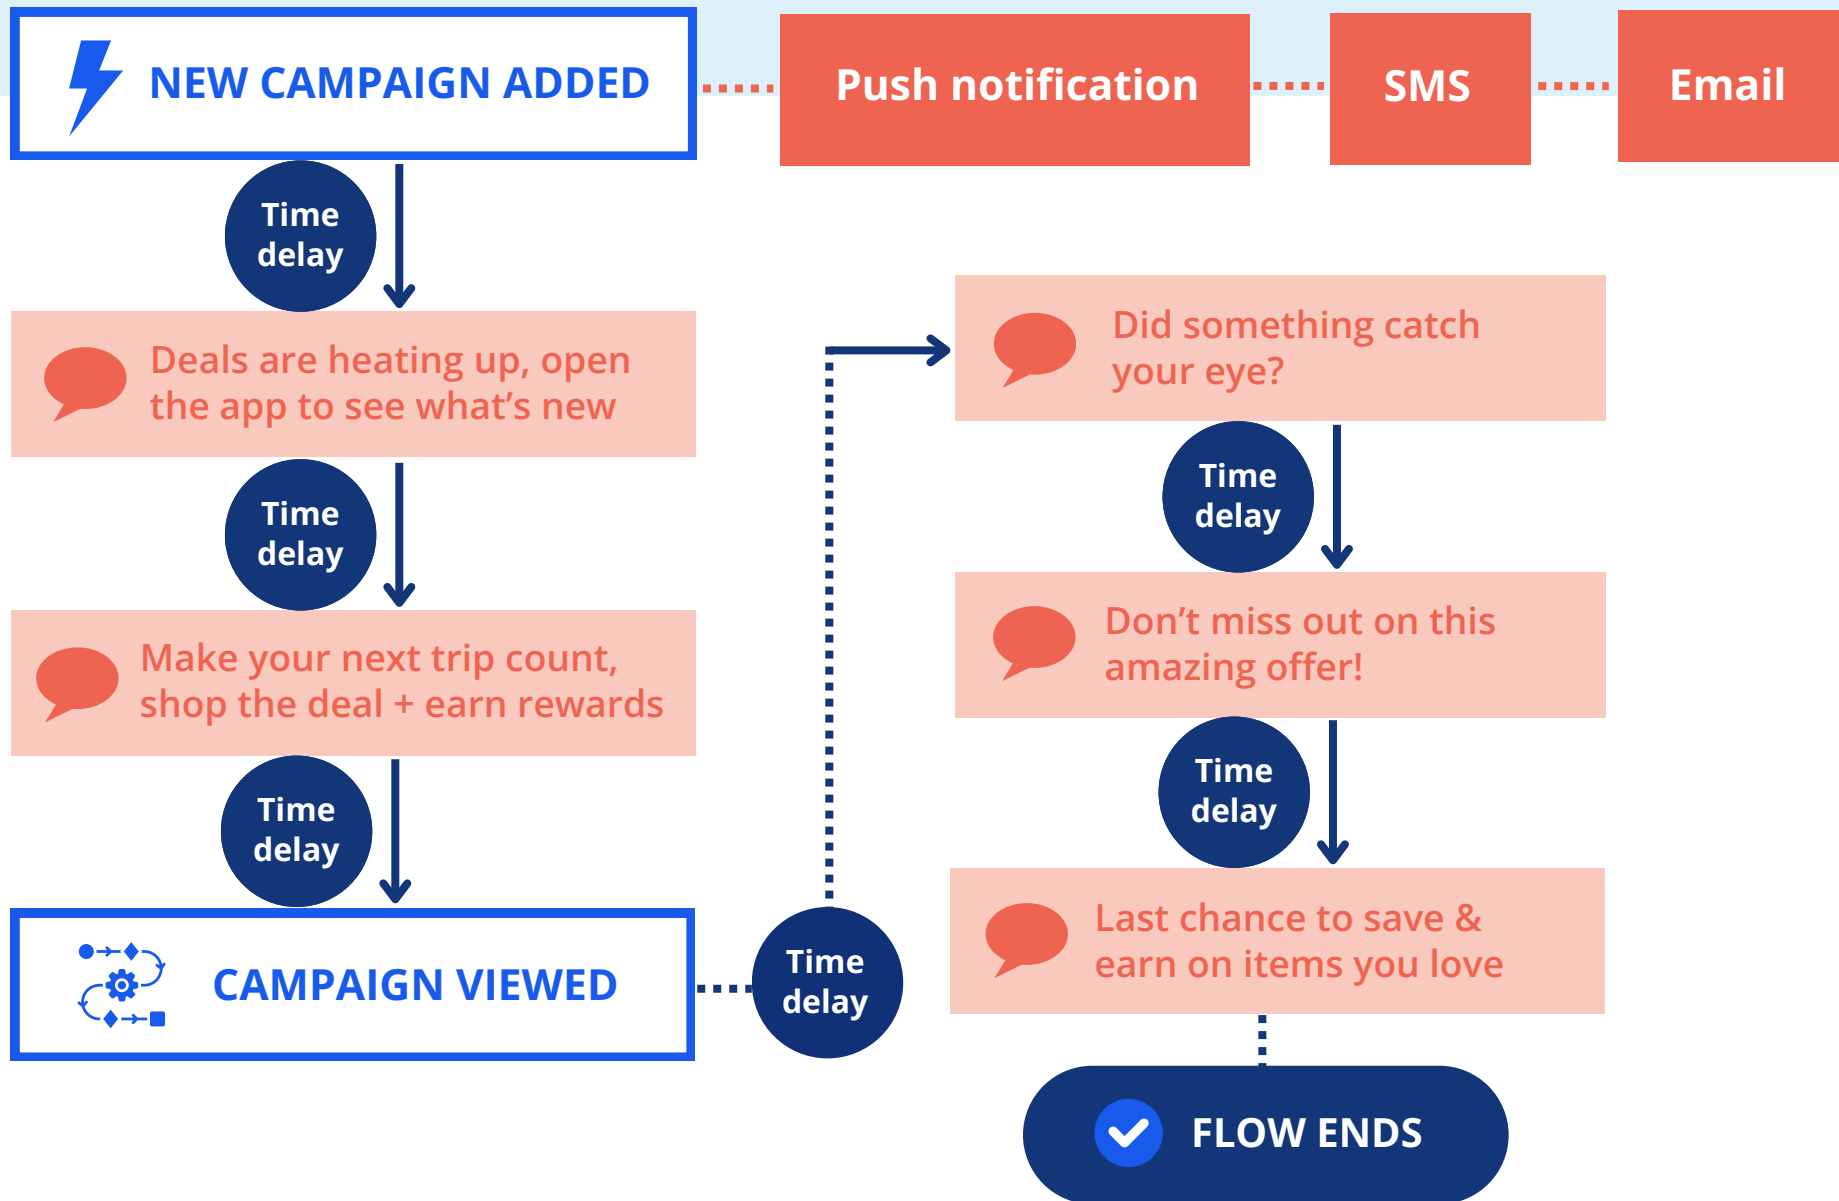 NEW CAMPAIGN ADDED
Push notification
SMS
Email
Time
delay
Deals are heating up, open
the app to see what’s new
Time
delay
Make your next trip count,
shop the deal + earn rewards
Time
delay
CAMPAIGN VIEWED
Time
delay
Did something catch
your eye?
Time
delay
Don’t miss out on this
amazing offer!
Time
delay
Last chance to save &
earn on items you love
FLOW ENDS